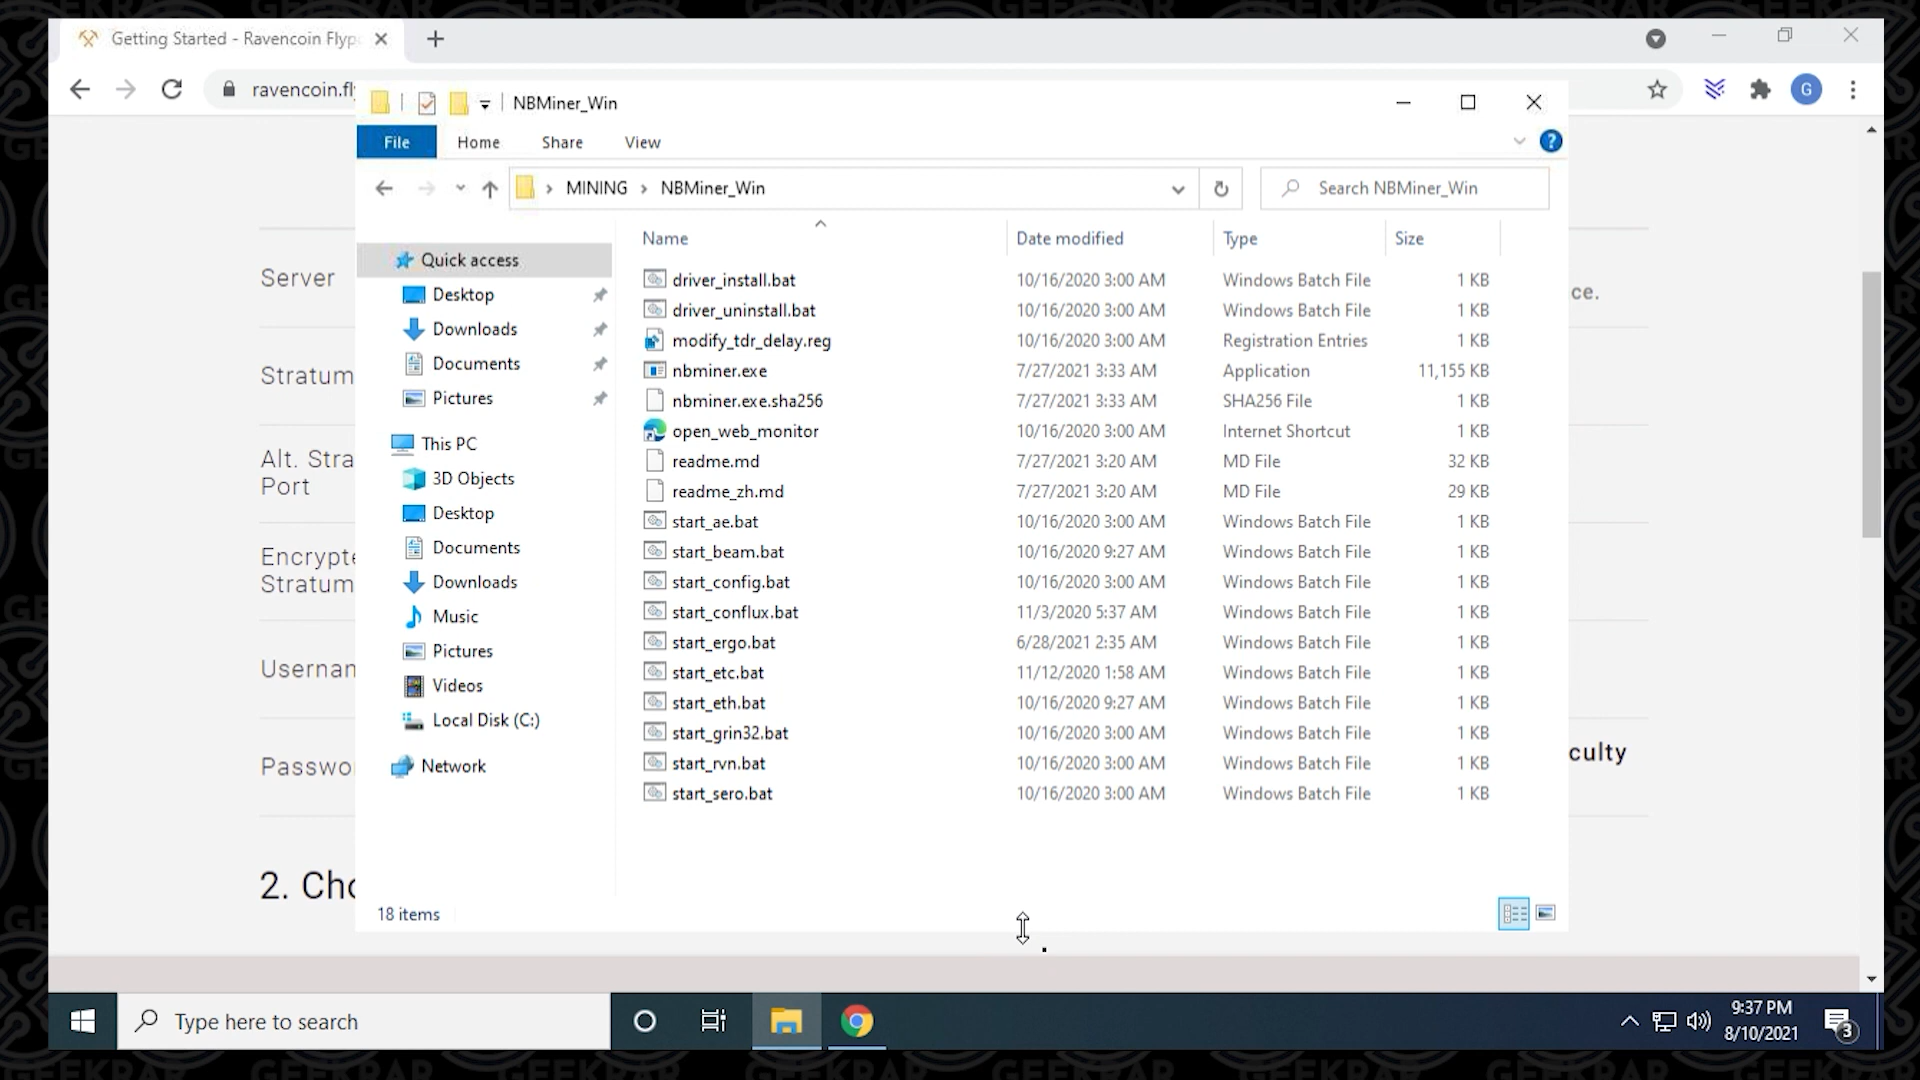 Getting Started - Ravencoin Flyp
ravencoin.fl
G
NBMiner_Win
File Home Share View
MINING NBMiner_Win
Search NBMiner_Win
Name Date modified Type Size
Quick access
Desktop
Downloads
Documents
Pictures
This PC
3D Objects
Desktop
Documents
Downloads
Music
Pictures
Videos
Local Disk (C:)
Network
driver_install.bat 10/16/2020 3:00 AM Windows Batch File 1 KB
driver_uninstall.bat 10/16/2020 3:00 AM Windows Batch File 1 KB
modify_tdr_delay.reg 10/16/2020 3:00 AM Registration Entries 1 KB
nbminer.exe 7/27/2021 3:33 AM Application 11,155 KB
nbminer.exe.sha256 7/27/2021 3:33 AM SHA256 File 1 KB
open_web_monitor 10/16/2020 3:00 AM Internet Shortcut 1 KB
readme.md 7/27/2021 3:20 AM MD File 32 KB
readme_zh.md 7/27/2021 3:20 AM MD File 29 KB
start_ae.bat 10/16/2020 3:00 AM Windows Batch File 1 KB
start_beam.bat 10/16/2020 9:27 AM Windows Batch File 1 KB
start_config.bat 10/16/2020 3:00 AM Windows Batch File 1 KB
start_conflux.bat 11/3/2020 5:37 AM Windows Batch File 1 KB
start_ergo.bat 6/28/2021 2:35 AM Windows Batch File 1 KB
start_etc.bat 11/12/2020 1:58 AM Windows Batch File 1 KB
start_eth.bat 10/16/2020 9:27 AM Windows Batch File 1 KB
start_grin32.bat 10/16/2020 3:00 AM Windows Batch File 1 KB
start_rvn.bat 10/16/2020 3:00 AM Windows Batch File 1 KB
start_sero.bat 10/16/2020 3:00 AM Windows Batch File 1 KB
18 items
Server
ce.
Stratum
Alt. Stra
Port
Encrypte
Stratum
Usernan
Passwo
culty
2. Cho
Type here to search
9:37 PM
8/10/2021
3